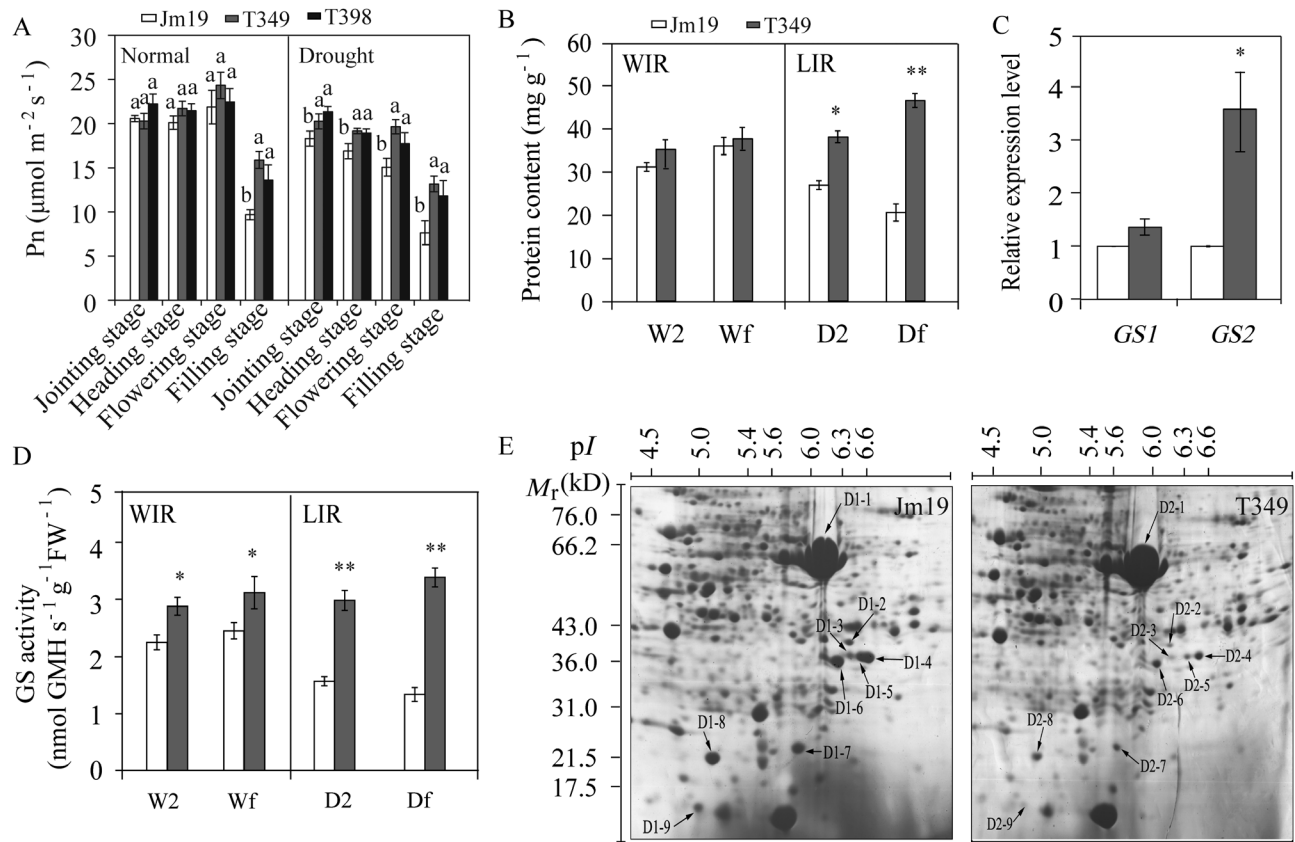 A
Jm19 T349 T398
Pn (μmol m⁻² s⁻¹)
30
25
20
15
10
5
0
Normal
Drought
a a a
a a a
a a a
b a a
b a a
b a a
b a a
b a a
Jointing stage
Heading stage
Flowering stage
Filling stage
Jointing stage
Heading stage
Flowering stage
Filling stage
B
Jm19 T349
Protein content (mg g⁻¹)
60
50
40
30
20
10
0
WIR
LIR
*
**
W2 Wf D2 Df
C
Relative expression level
5
4
3
2
1
0
*
GS1 GS2
D
GS activity
(nmol GMH s⁻¹ g⁻¹FW⁻¹)
5
4
3
2
1
0
WIR
LIR
*
*
**
**
W2 Wf D2 Df
E
pI
4.5 5.0 5.4 5.6 6.0 6.3 6.6
4.5 5.0 5.4 5.6 6.0 6.3 6.6
Mr(kD)
76.0
66.2
43.0
36.0
31.0
21.5
17.5
Jm19
D1-1
D1-2
D1-3
D1-4
D1-5
D1-6
D1-8
D1-7
D1-9
T349
D2-1
D2-2
D2-3
D2-4
D2-5
D2-6
D2-8
D2-7
D2-9